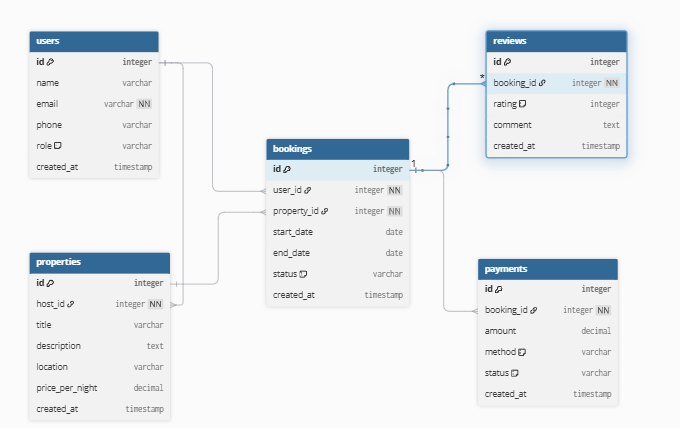 users
id integer
name varchar
email varchar NN
phone varchar
role varchar
created_at timestamp
properties
id integer
host_id integer NN
title varchar
description text
location varchar
price_per_night decimal
created_at timestamp
bookings
id integer
user_id integer NN
property_id integer NN
start_date date
end_date date
status varchar
created_at timestamp
1
*
reviews
id integer
booking_id integer NN
rating integer
comment text
created_at timestamp
payments
id integer
booking_id integer NN
amount decimal
method varchar
status varchar
created_at timestamp